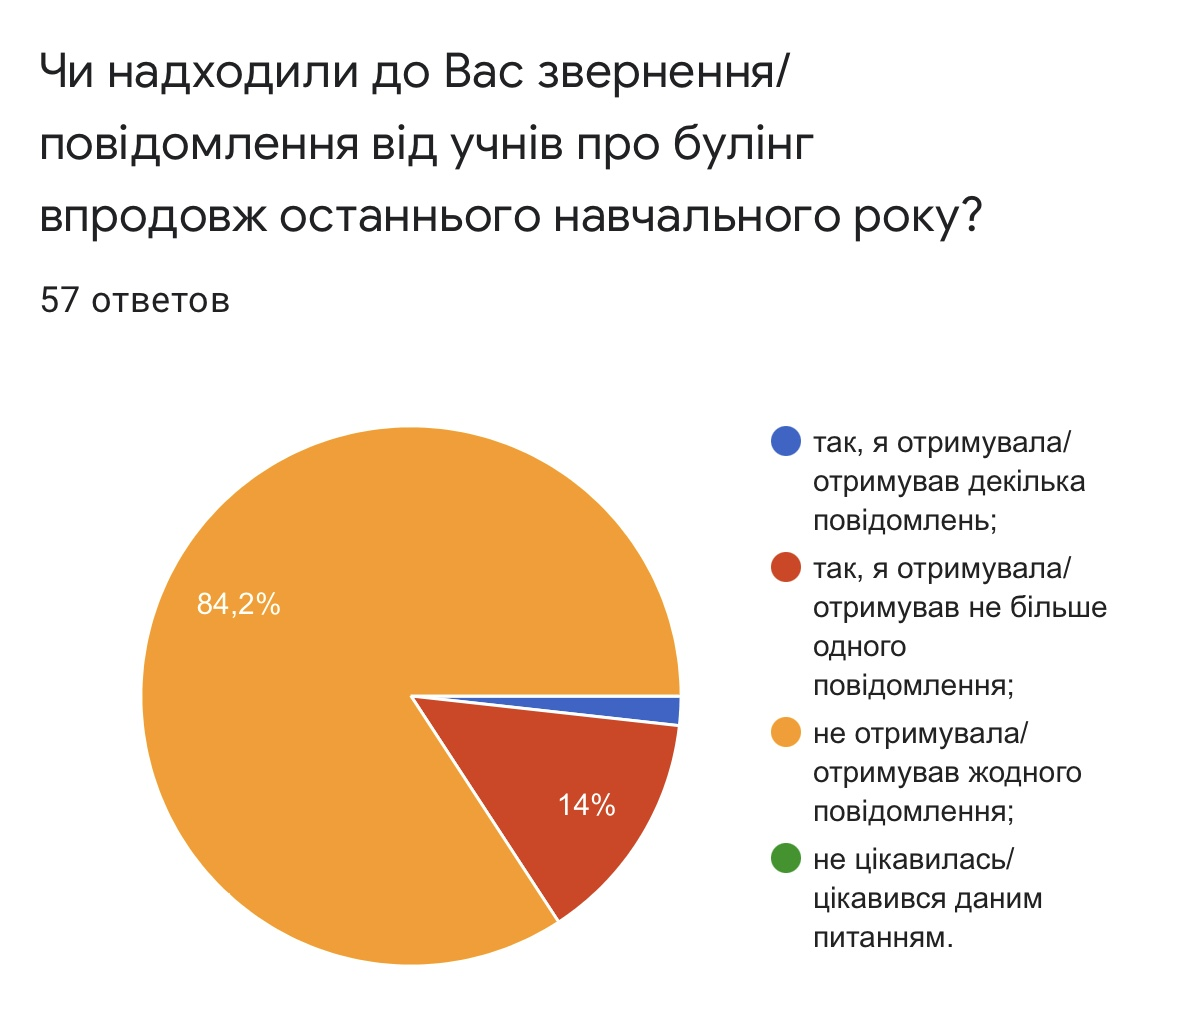 Чи надходили до Вас звернення/
повідомлення від учнів про булінг
впродовж останнього навчального року?
57 ответов
84,2%
14%
так, я отримувала/
отримував декілька
повідомлень;
так, я отримувала/
отримував не більше
одного
повідомлення;
не отримувала/
отримував жодного
повідомлення;
не цікавилась/
цікавився даним
питанням.